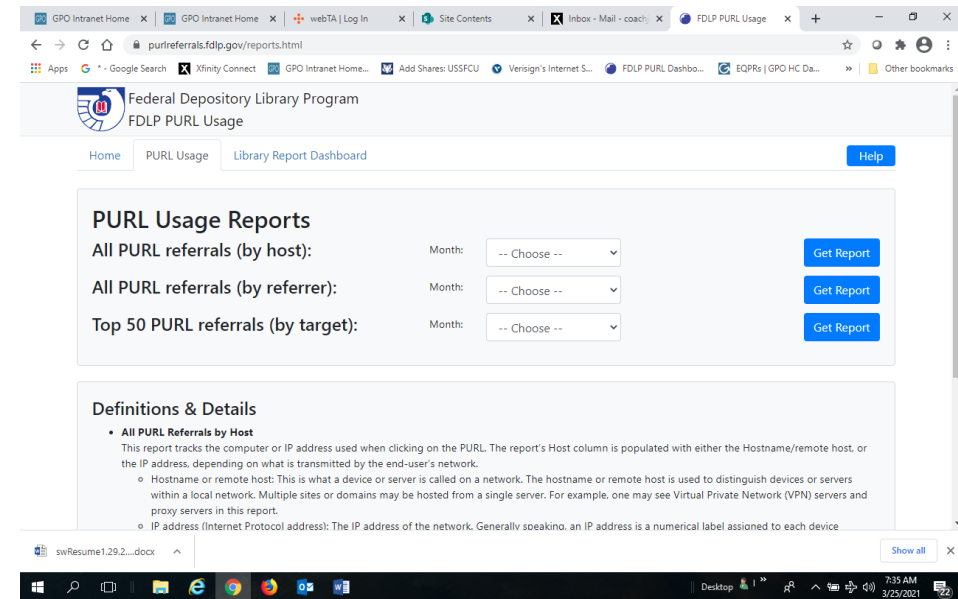 GPO Intranet Home
GPO Intranet Home
webTA | Log In
Site Contents
Inbox - Mail - coach
FDLP PURL Usage
purlreferrals.fdlp.gov/reports.html
Apps
G * - Google Search
Xfinity Connect
GPO Intranet Home...
Add Shares: USSFCU
Verisign's Internet S...
FDLP PURL Dashbo...
EQPRs | GPO HC Da...
»
Other bookmarks
Federal Depository Library Program
FDLP PURL Usage
Home
PURL Usage
Library Report Dashboard
Help
PURL Usage Reports
All PURL referrals (by host): Month: -- Choose -- Get Report
All PURL referrals (by referrer): Month: -- Choose -- Get Report
Top 50 PURL referrals (by target): Month: -- Choose -- Get Report
Definitions & Details
• All PURL Referrals by Host
This report tracks the computer or IP address used when clicking on the PURL. The report's Host column is populated with either the Hostname/remote host, or
the IP address, depending on what is transmitted by the end-user's network.
Hostname or remote host: This is what a device or server is called on a network. The hostname or remote host is used to distinguish devices or servers
within a local network. Multiple sites or domains may be hosted from a single server. For example, one may see Virtual Private Network (VPN) servers and
proxy servers in this report.
IP address (Internet Protocol address): The IP address of the network. Generally speaking, an IP address is a numerical label assigned to each device
swResume1.29.2....docx
Show all
Desktop
»
7:35 AM
3/25/2021
22